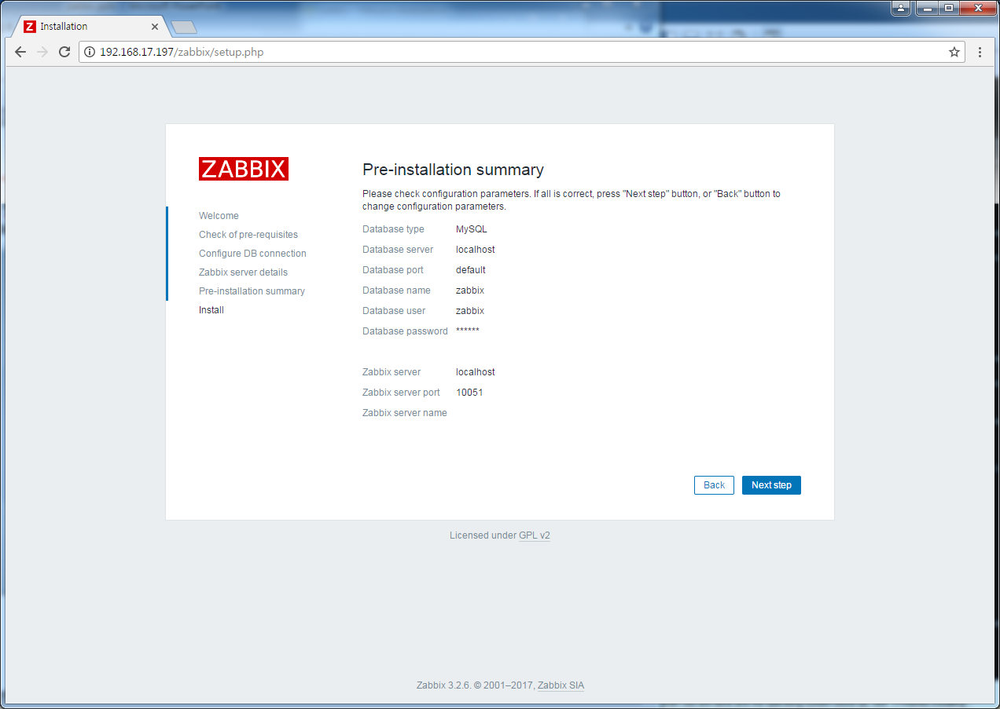 Installation
192.168.17.197/zabbix/setup.php
ZABBIX
Welcome
Check of pre-requisites
Configure DB connection
Zabbix server details
Pre-installation summary
Install
Pre-installation summary
Please check configuration parameters. If all is correct, press "Next step" button, or "Back" button to
change configuration parameters.
Database type MySQL
Database server localhost
Database port default
Database name zabbix
Database user zabbix
Database password ******
Zabbix server localhost
Zabbix server port 10051
Zabbix server name
Back Next step
Licensed under GPL v2
Zabbix 3.2.6. © 2001–2017, Zabbix SIA